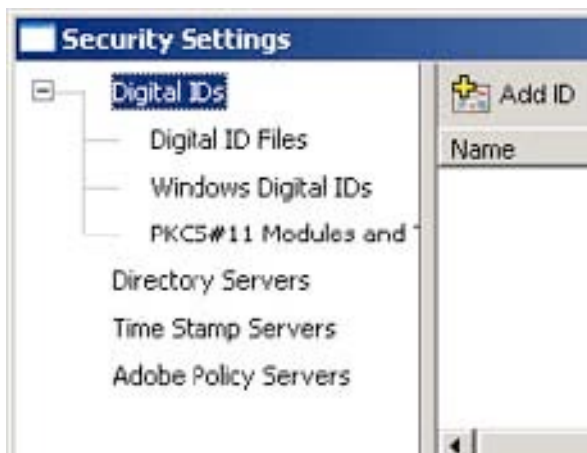 Security Settings
Digital IDs
Add ID
Digital ID Files
Name
Windows Digital IDs
PKCS#11 Modules and
Directory Servers
Time Stamp Servers
Adobe Policy Servers